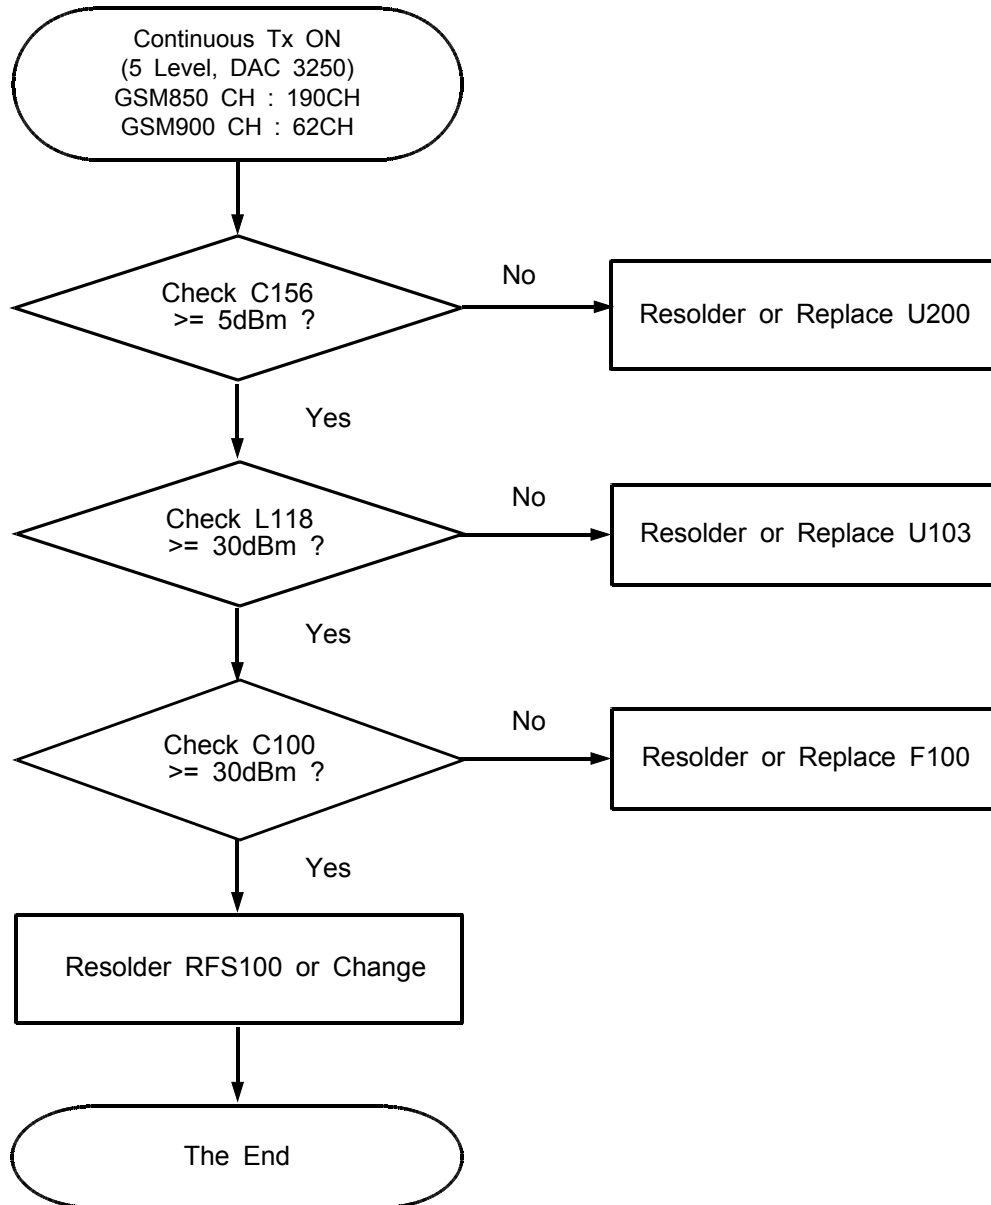 Continuous Tx ON
(5 Level, DAC 3250)
GSM850 CH : 190CH
GSM900 CH : 62CH
Check C156
>= 5dBm ?
No
Resolder or Replace U200
Yes
Check L118
>= 30dBm ?
No
Resolder or Replace U103
Yes
Check C100
>= 30dBm ?
No
Resolder or Replace F100
Yes
Resolder RFS100 or Change
The End